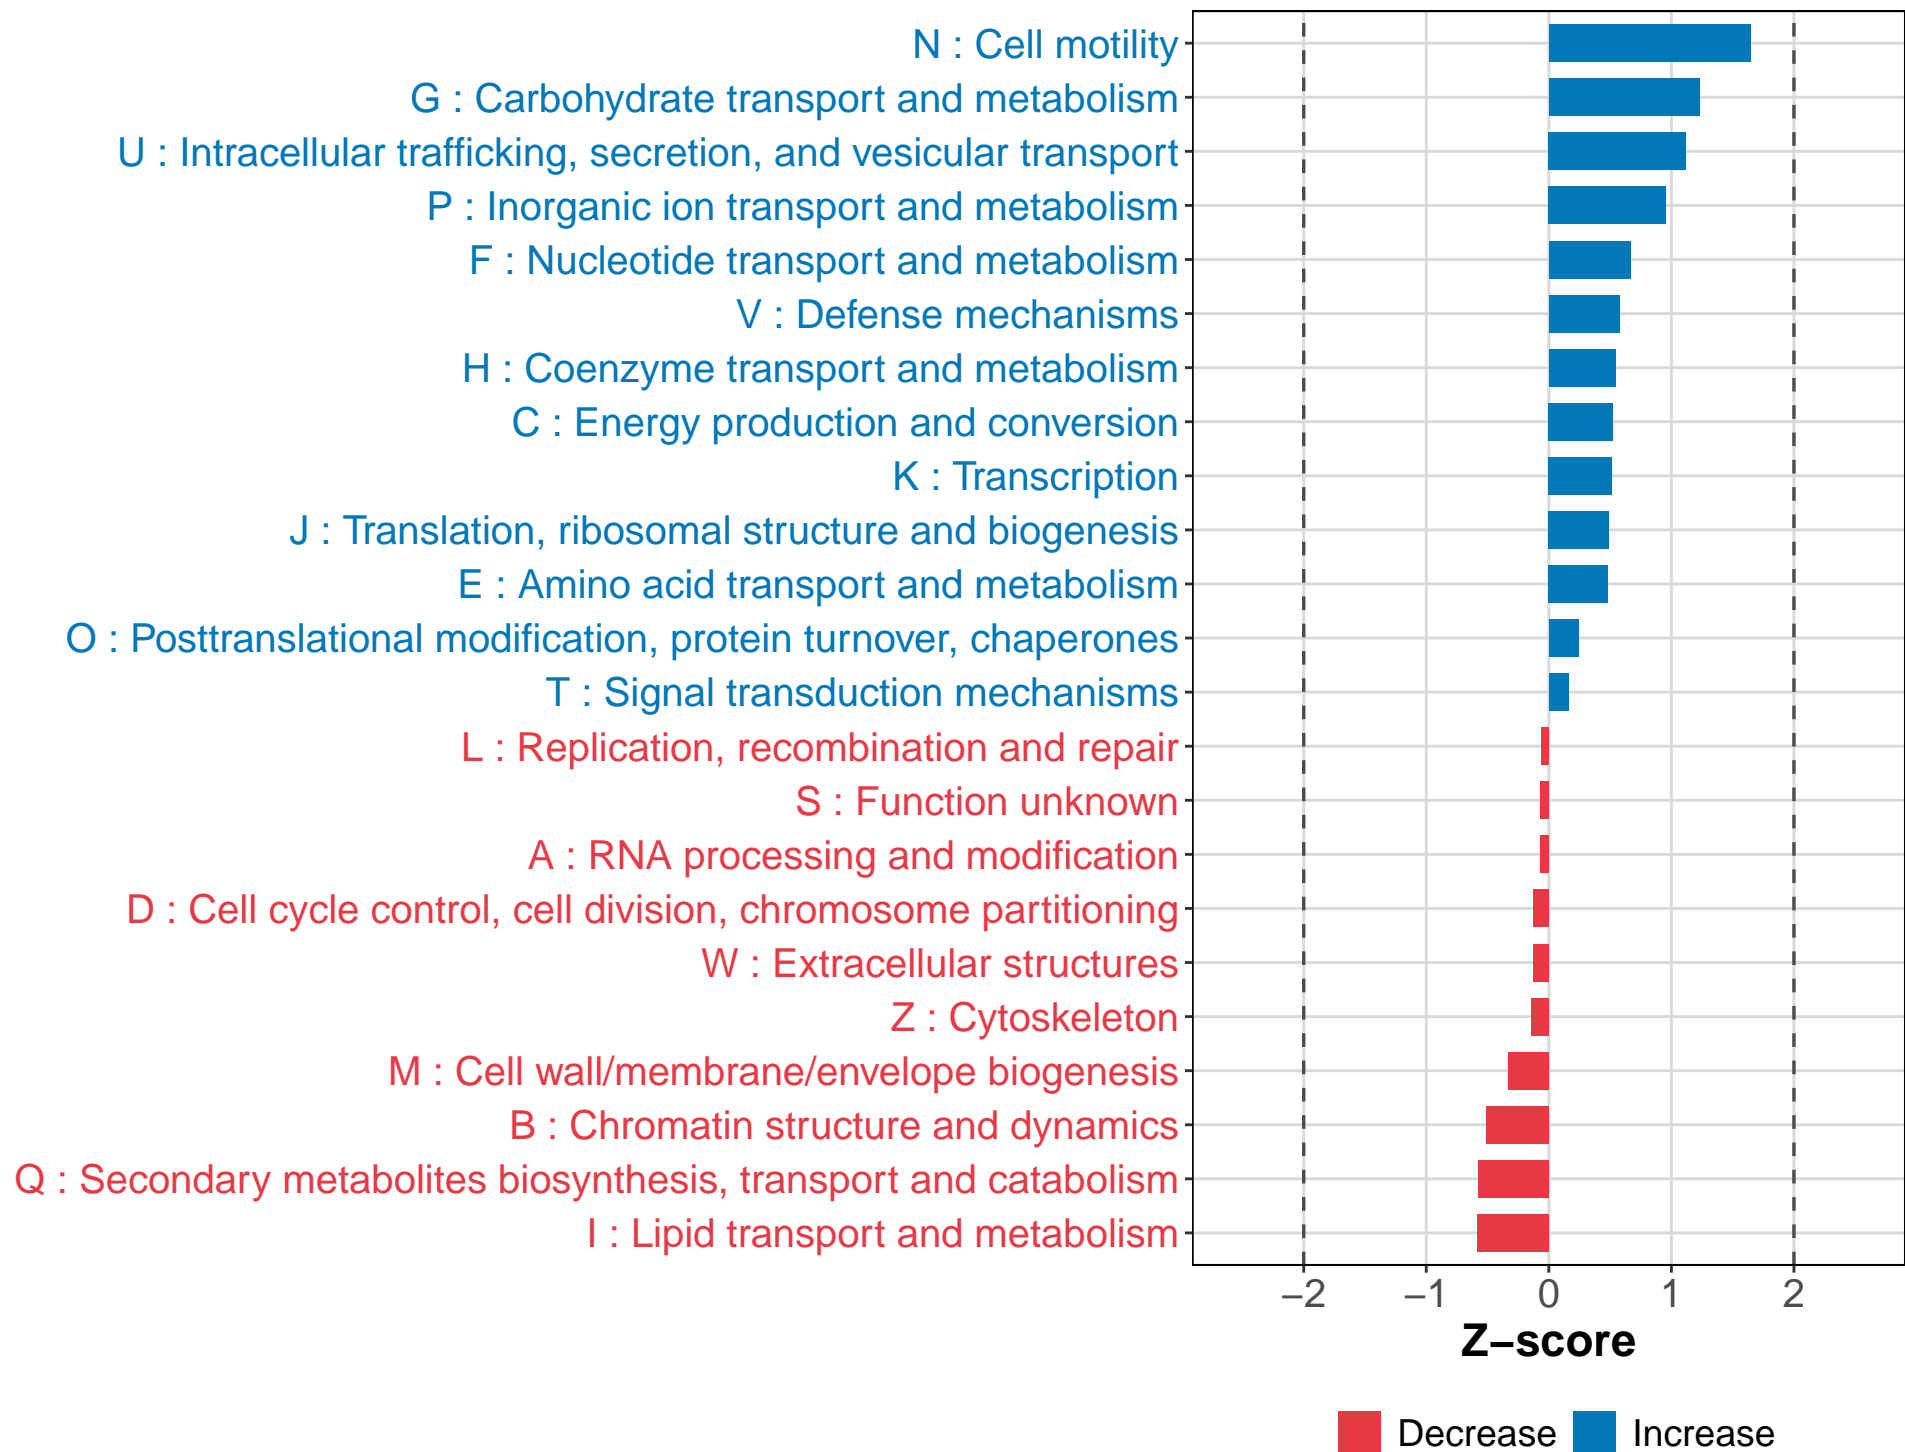 N : Cell motility
G : Carbohydrate transport and metabolism
U : Intracellular trafficking, secretion, and vesicular transport
P : Inorganic ion transport and metabolism
F : Nucleotide transport and metabolism
V : Defense mechanisms
H : Coenzyme transport and metabolism
C : Energy production and conversion
K : Transcription
J : Translation, ribosomal structure and biogenesis
E : Amino acid transport and metabolism
O : Posttranslational modification, protein turnover, chaperones
T : Signal transduction mechanisms
L : Replication, recombination and repair
S : Function unknown
A : RNA processing and modification
D : Cell cycle control, cell division, chromosome partitioning
W : Extracellular structures
Z : Cytoskeleton
M : Cell wall/membrane/envelope biogenesis
B : Chromatin structure and dynamics
Q : Secondary metabolites biosynthesis, transport and catabolism
I : Lipid transport and metabolism
−2 −1 0 1 2
Z−score
Decrease Increase